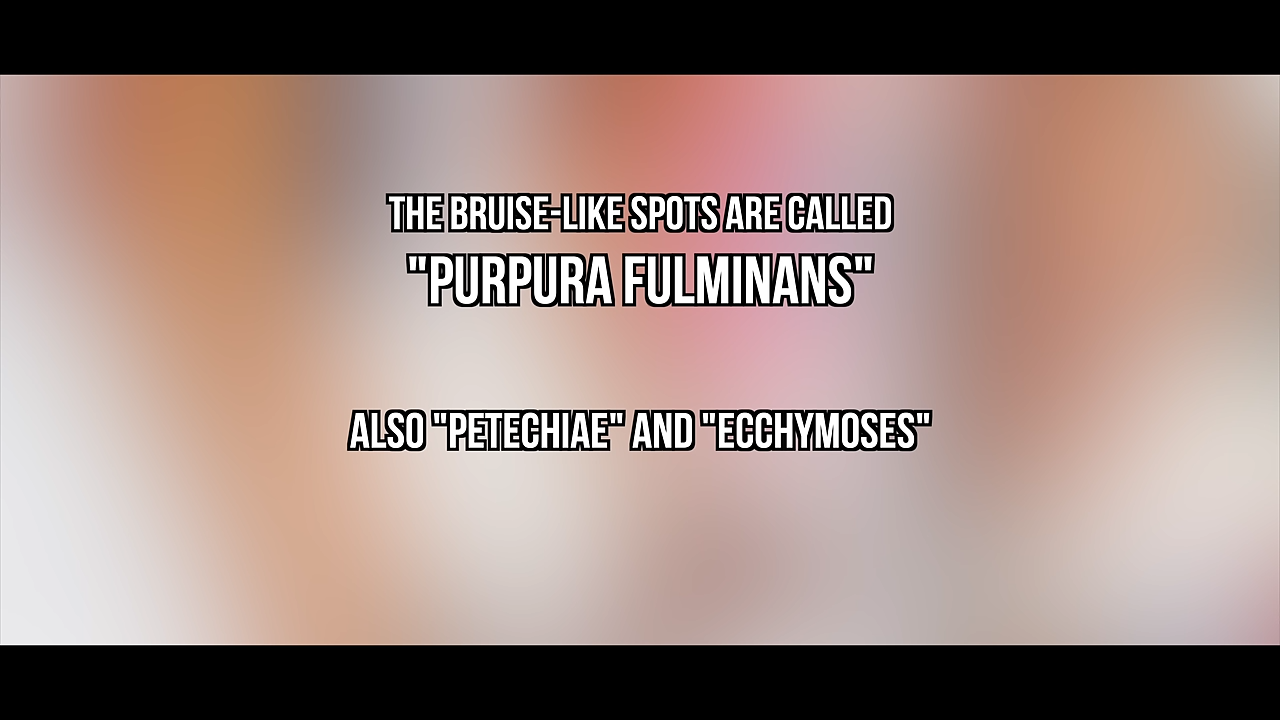 THE BRUISE-LIKE SPOTS ARE CALLED
"PURPURA FULMINANS"
ALSO "PETECHIAE" AND "ECCHYMOSES"